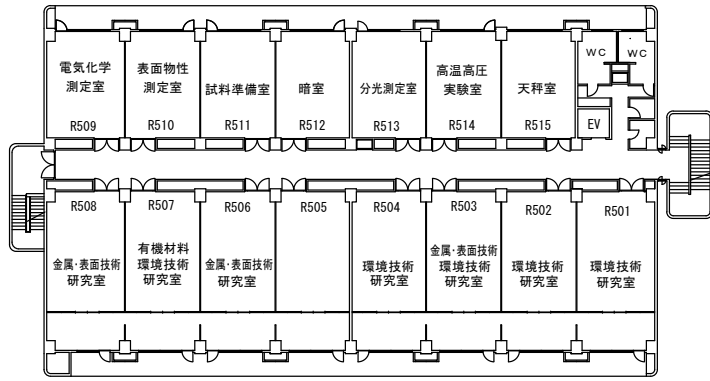 電気化学
測定室
R509
表面物性
測定室
R510
試料準備室
R511
暗室
R512
分光測定室
R513
高温高圧
実験室
R514
天秤室
R515
WC
WC
EV
R508
金属・表面技術
研究室
R507
有機材料
環境技術
研究室
R506
金属・表面技術
研究室
R505
R504
環境技術
研究室
R503
金属・表面技術
環境技術
研究室
R502
環境技術
研究室
R501
環境技術
研究室